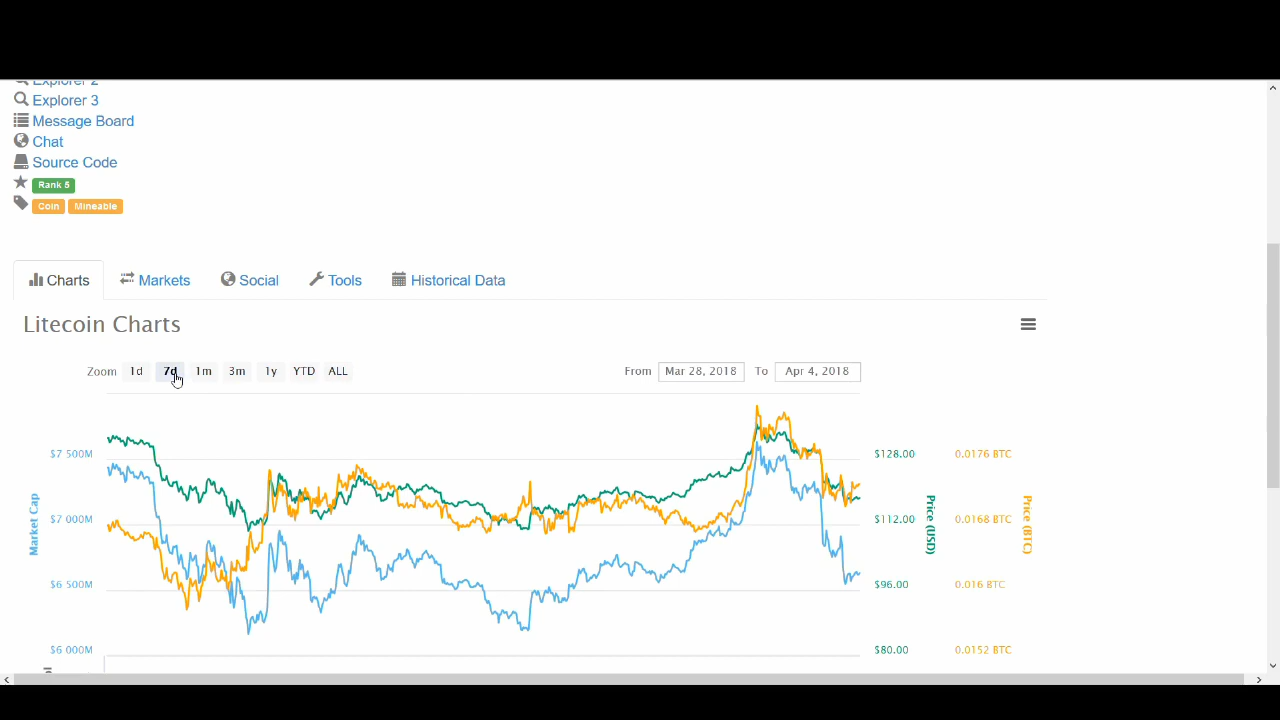 Explorer 2
Explorer 3
Message Board
Chat
Source Code
Rank 5
Coin Mineable
Charts Markets Social Tools Historical Data
Litecoin Charts
Zoom 1d 7d 1m 3m 1y YTD ALL From Mar 28, 2018 To Apr 4, 2018
$7 500M $128.00 0.0176 BTC
$7 000M $112.00 0.0168 BTC
$6 500M $96.00 0.016 BTC
$6 000M $80.00 0.0152 BTC
Market Cap
Price (USD)
Price (BTC)